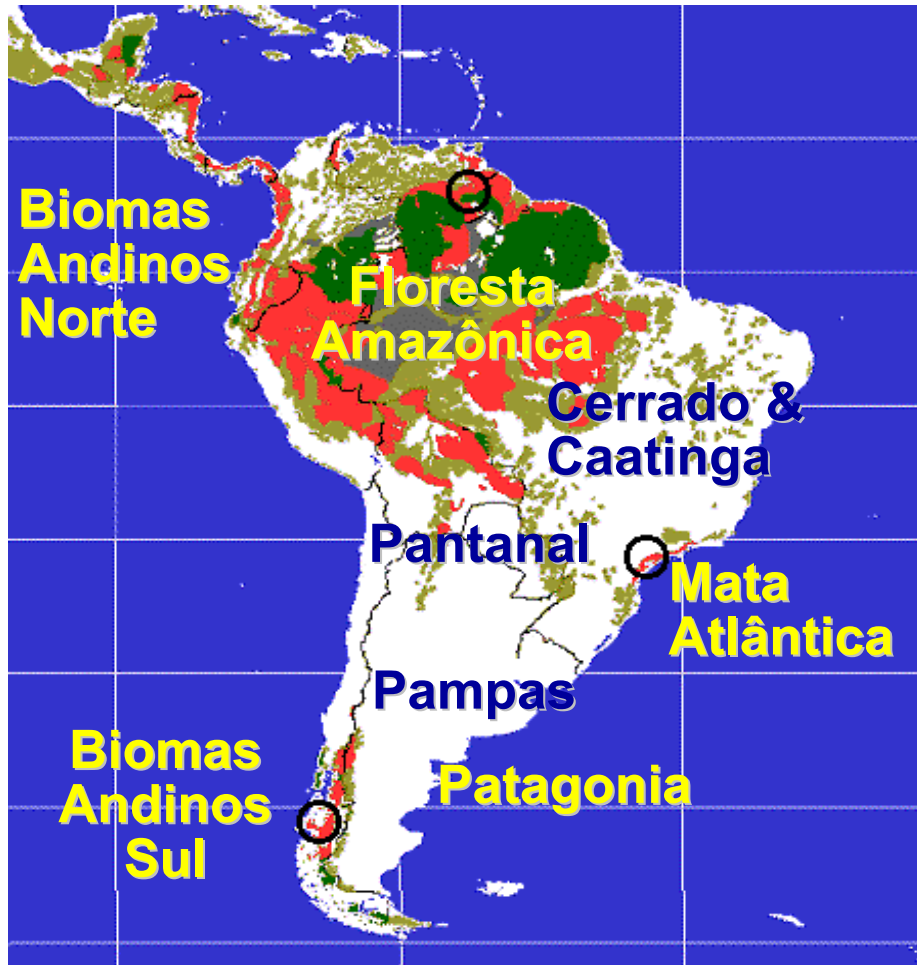 Biomas
Andinos
Norte
Floresta
Amazônica
Cerrado &
Caatinga
Pantanal
Mata
Atlântica
Pampas
Biomas
Andinos
Sul
Patagonia